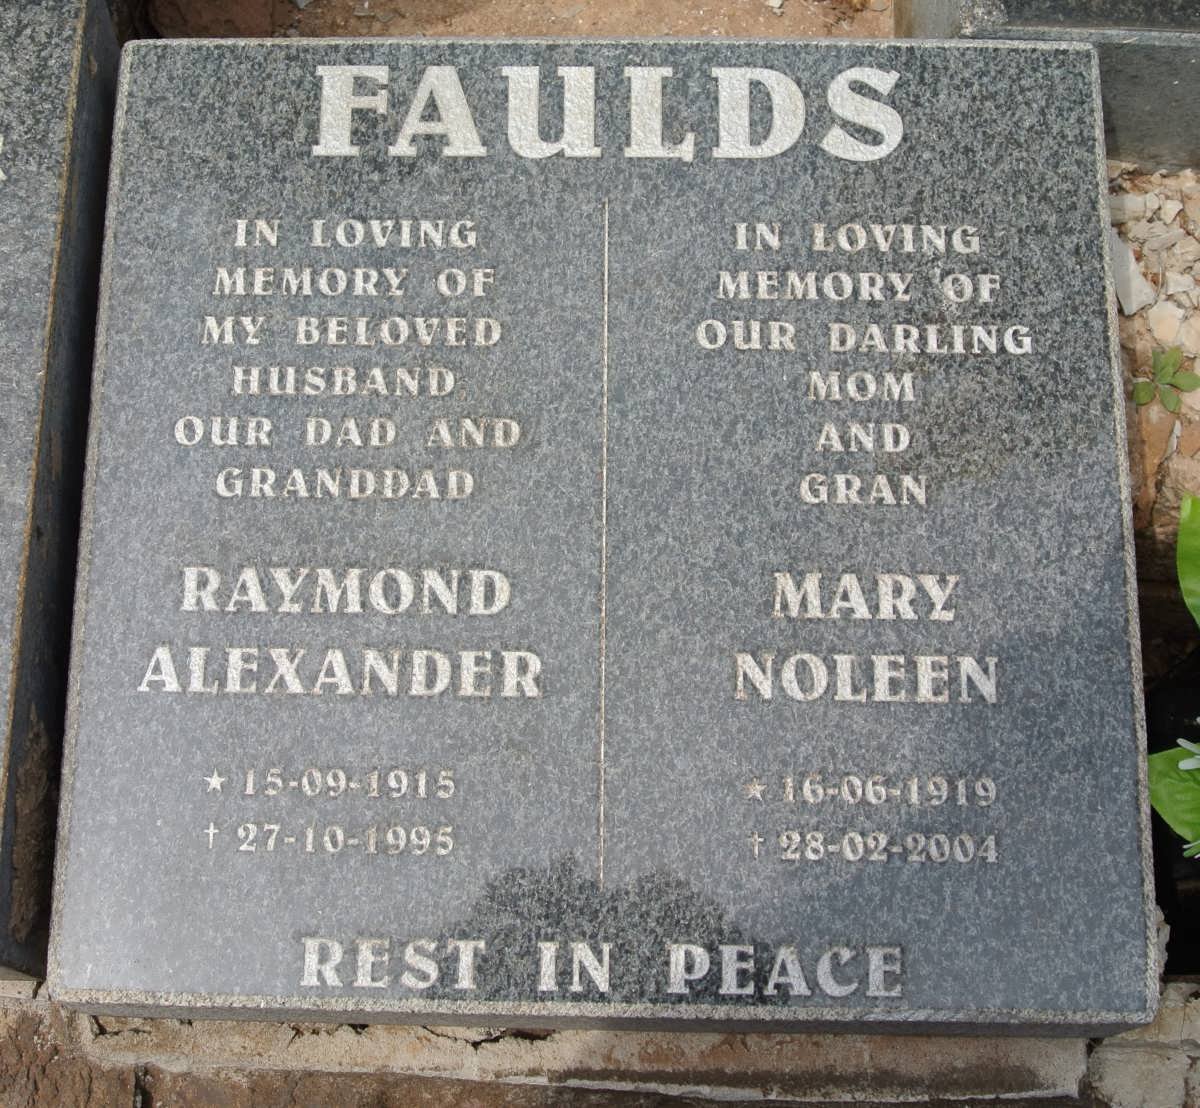 FAULDS
IN LOVING
MEMORY OF
MY BELOVED
HUSBAND
OUR DAD AND
GRANDDAD
RAYMOND
ALEXANDER
★ 15-09-1915
† 27-10-1995
IN LOVING
MEMORY OF
OUR DARLING
MOM
AND
GRAN
MARY
NOLEEN
★ 16-06-1919
† 28-02-2004
REST IN PEACE